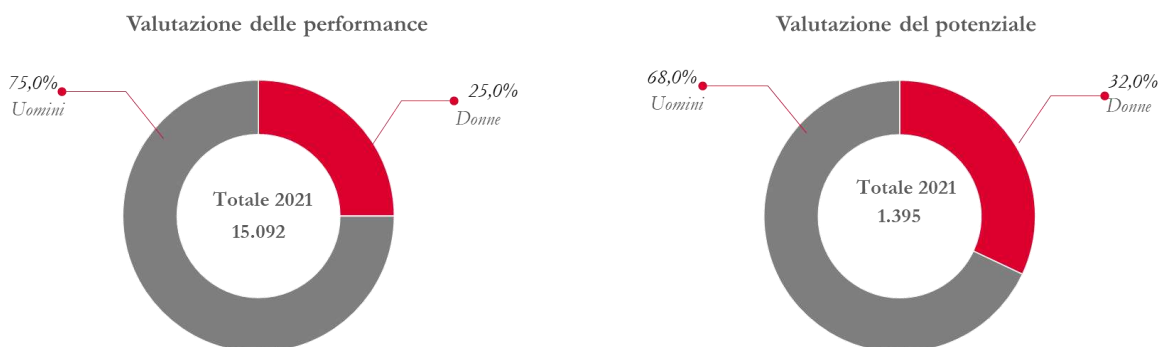 Valutazione delle performance
75,0%
Uomini
25,0%
Donne
Totale 2021
15.092
Valutazione del potenziale
68,0%
Uomini
32,0%
Donne
Totale 2021
1.395